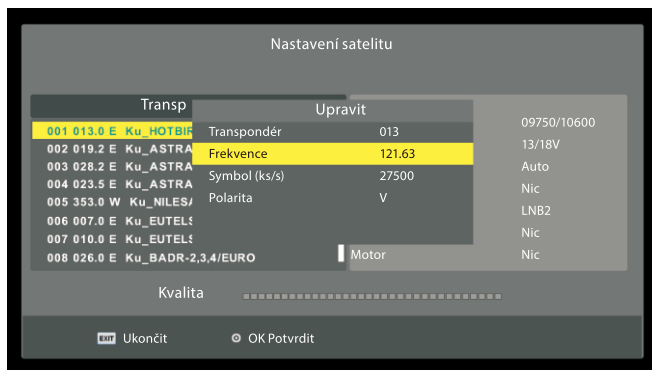 Nastavení satelitu
Transp
Upravit
001 013.0 E Ku_HOTBIR
002 019.2 E Ku_ASTRA
003 028.2 E Ku_ASTRA
004 023.5 E Ku_ASTRA
005 353.0 W Ku_NILESA
006 007.0 E Ku_EUTELS
007 010.0 E Ku_EUTELS
008 026.0 E Ku_BADR-2,3,4/EURO
Transpondér 013
Frekvence 121.63
Symbol (ks/s) 27500
Polarita V
09750/10600
13/18V
Auto
Nic
LNB2
Nic
Motor Nic
Kvalita
EXIT Ukončit OK Potvrdit